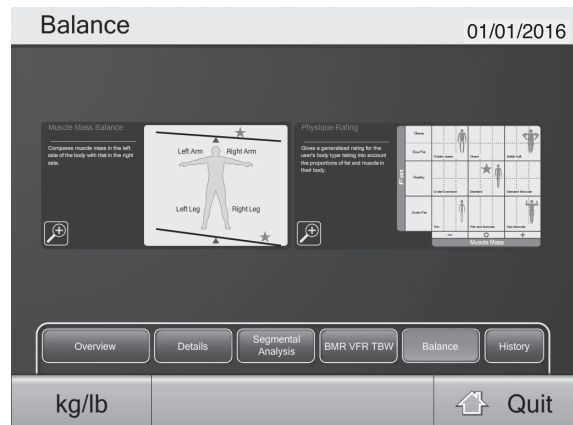 Balance
01/01/2016
Muscle Mass Balance
Compares muscle mass in the left
side of the body with that in the right
side.
Left Arm
Right Arm
Left Leg
Right Leg
Physique Rating
Gives a generalised rating for the
user's body type taking into account
the proportions of fat and muscle in
their body.
Fat
Obese
Over Fat
Healthy
Under Fat
Hidden obese
Obese
Solidly-built
Under Exercised
Standard
Standard Muscular
Thin
Thin and Muscular
Very Muscular
Muscle Mass
Overview
Details
Segmental
Analysis
BMR VFR TBW
Balance
History
kg/lb
Quit